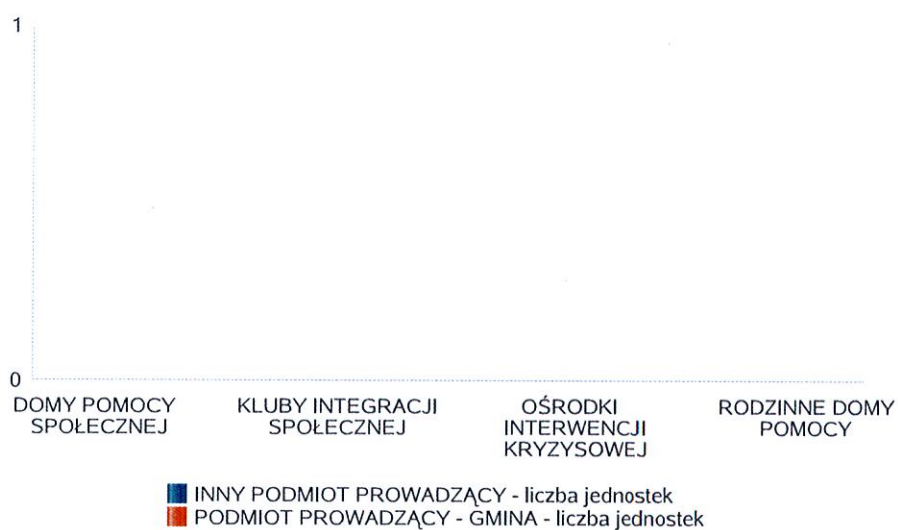 1
0
DOMY POMOCY
SPOŁECZNEJ
KLUBY INTEGRACJI
SPOŁECZNEJ
OŚRODKI
INTERWENCJI
KRYZYSOWEJ
RODZINNE DOMY
POMOCY
INNY PODMIOT PROWADZĄCY - liczba jednostek
PODMIOT PROWADZĄCY - GMINA - liczba jednostek